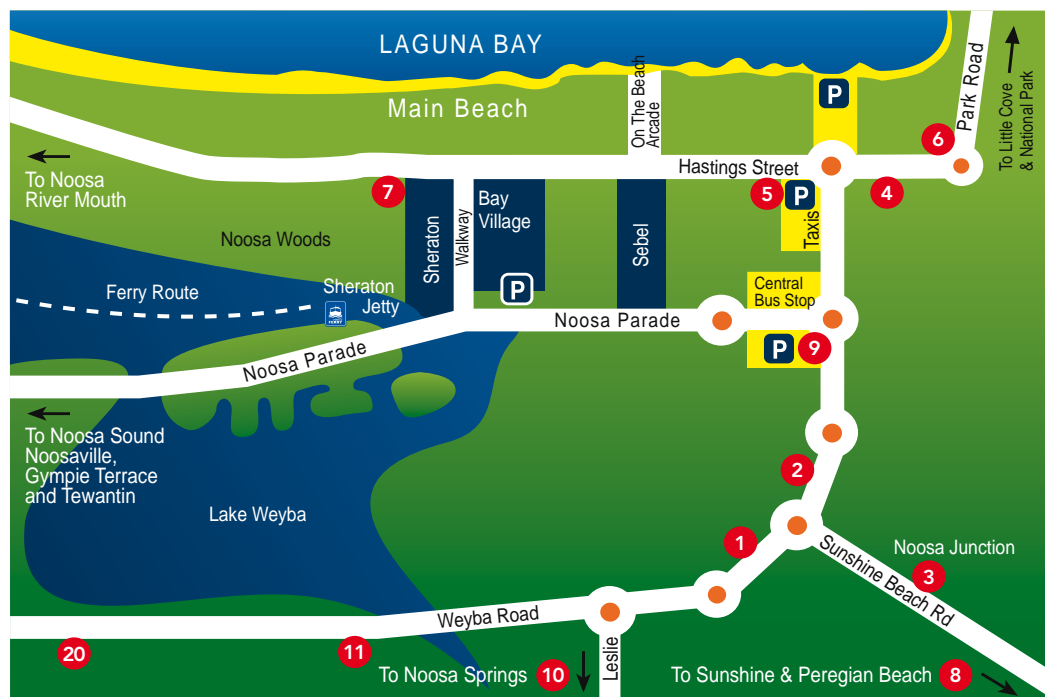 LAGUNA BAY
Main Beach
On The Beach
Arcade
P
Park Road
To Little Cove
& National Park
6
Hastings Street
To Noosa
River Mouth
7
5
P
4
Taxis
Sheraton
Walkway
Bay
Village
P
Sebel
Noosa Woods
Ferry Route
Sheraton
Jetty
FERRY
Central
Bus Stop
Noosa Parade
Noosa Parade
P
9
To Noosa Sound
Noosaville,
Gympie Terrace
and Tewantin
2
Lake Weyba
1
Noosa Junction
3
Sunshine Beach Rd
Weyba Road
20
11
To Noosa Springs
10
Leslie
To Sunshine & Peregian Beach
8